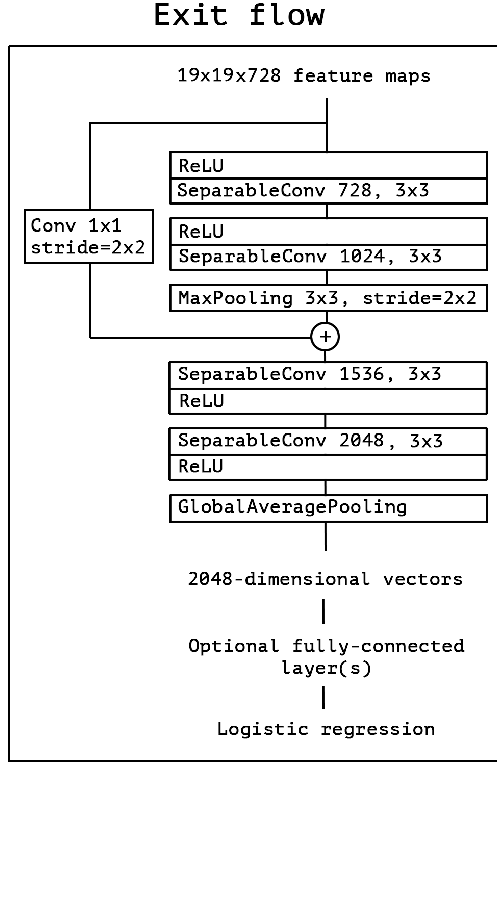 Exit flow
19x19x728 feature maps
ReLU
SeparableConv 728, 3x3
Conv 1x1
stride=2x2
ReLU
SeparableConv 1024, 3x3
MaxPooling 3x3, stride=2x2
+
SeparableConv 1536, 3x3
ReLU
SeparableConv 2048, 3x3
ReLU
GlobalAveragePooling
2048-dimensional vectors
Optional fully-connected
layer(s)
Logistic regression